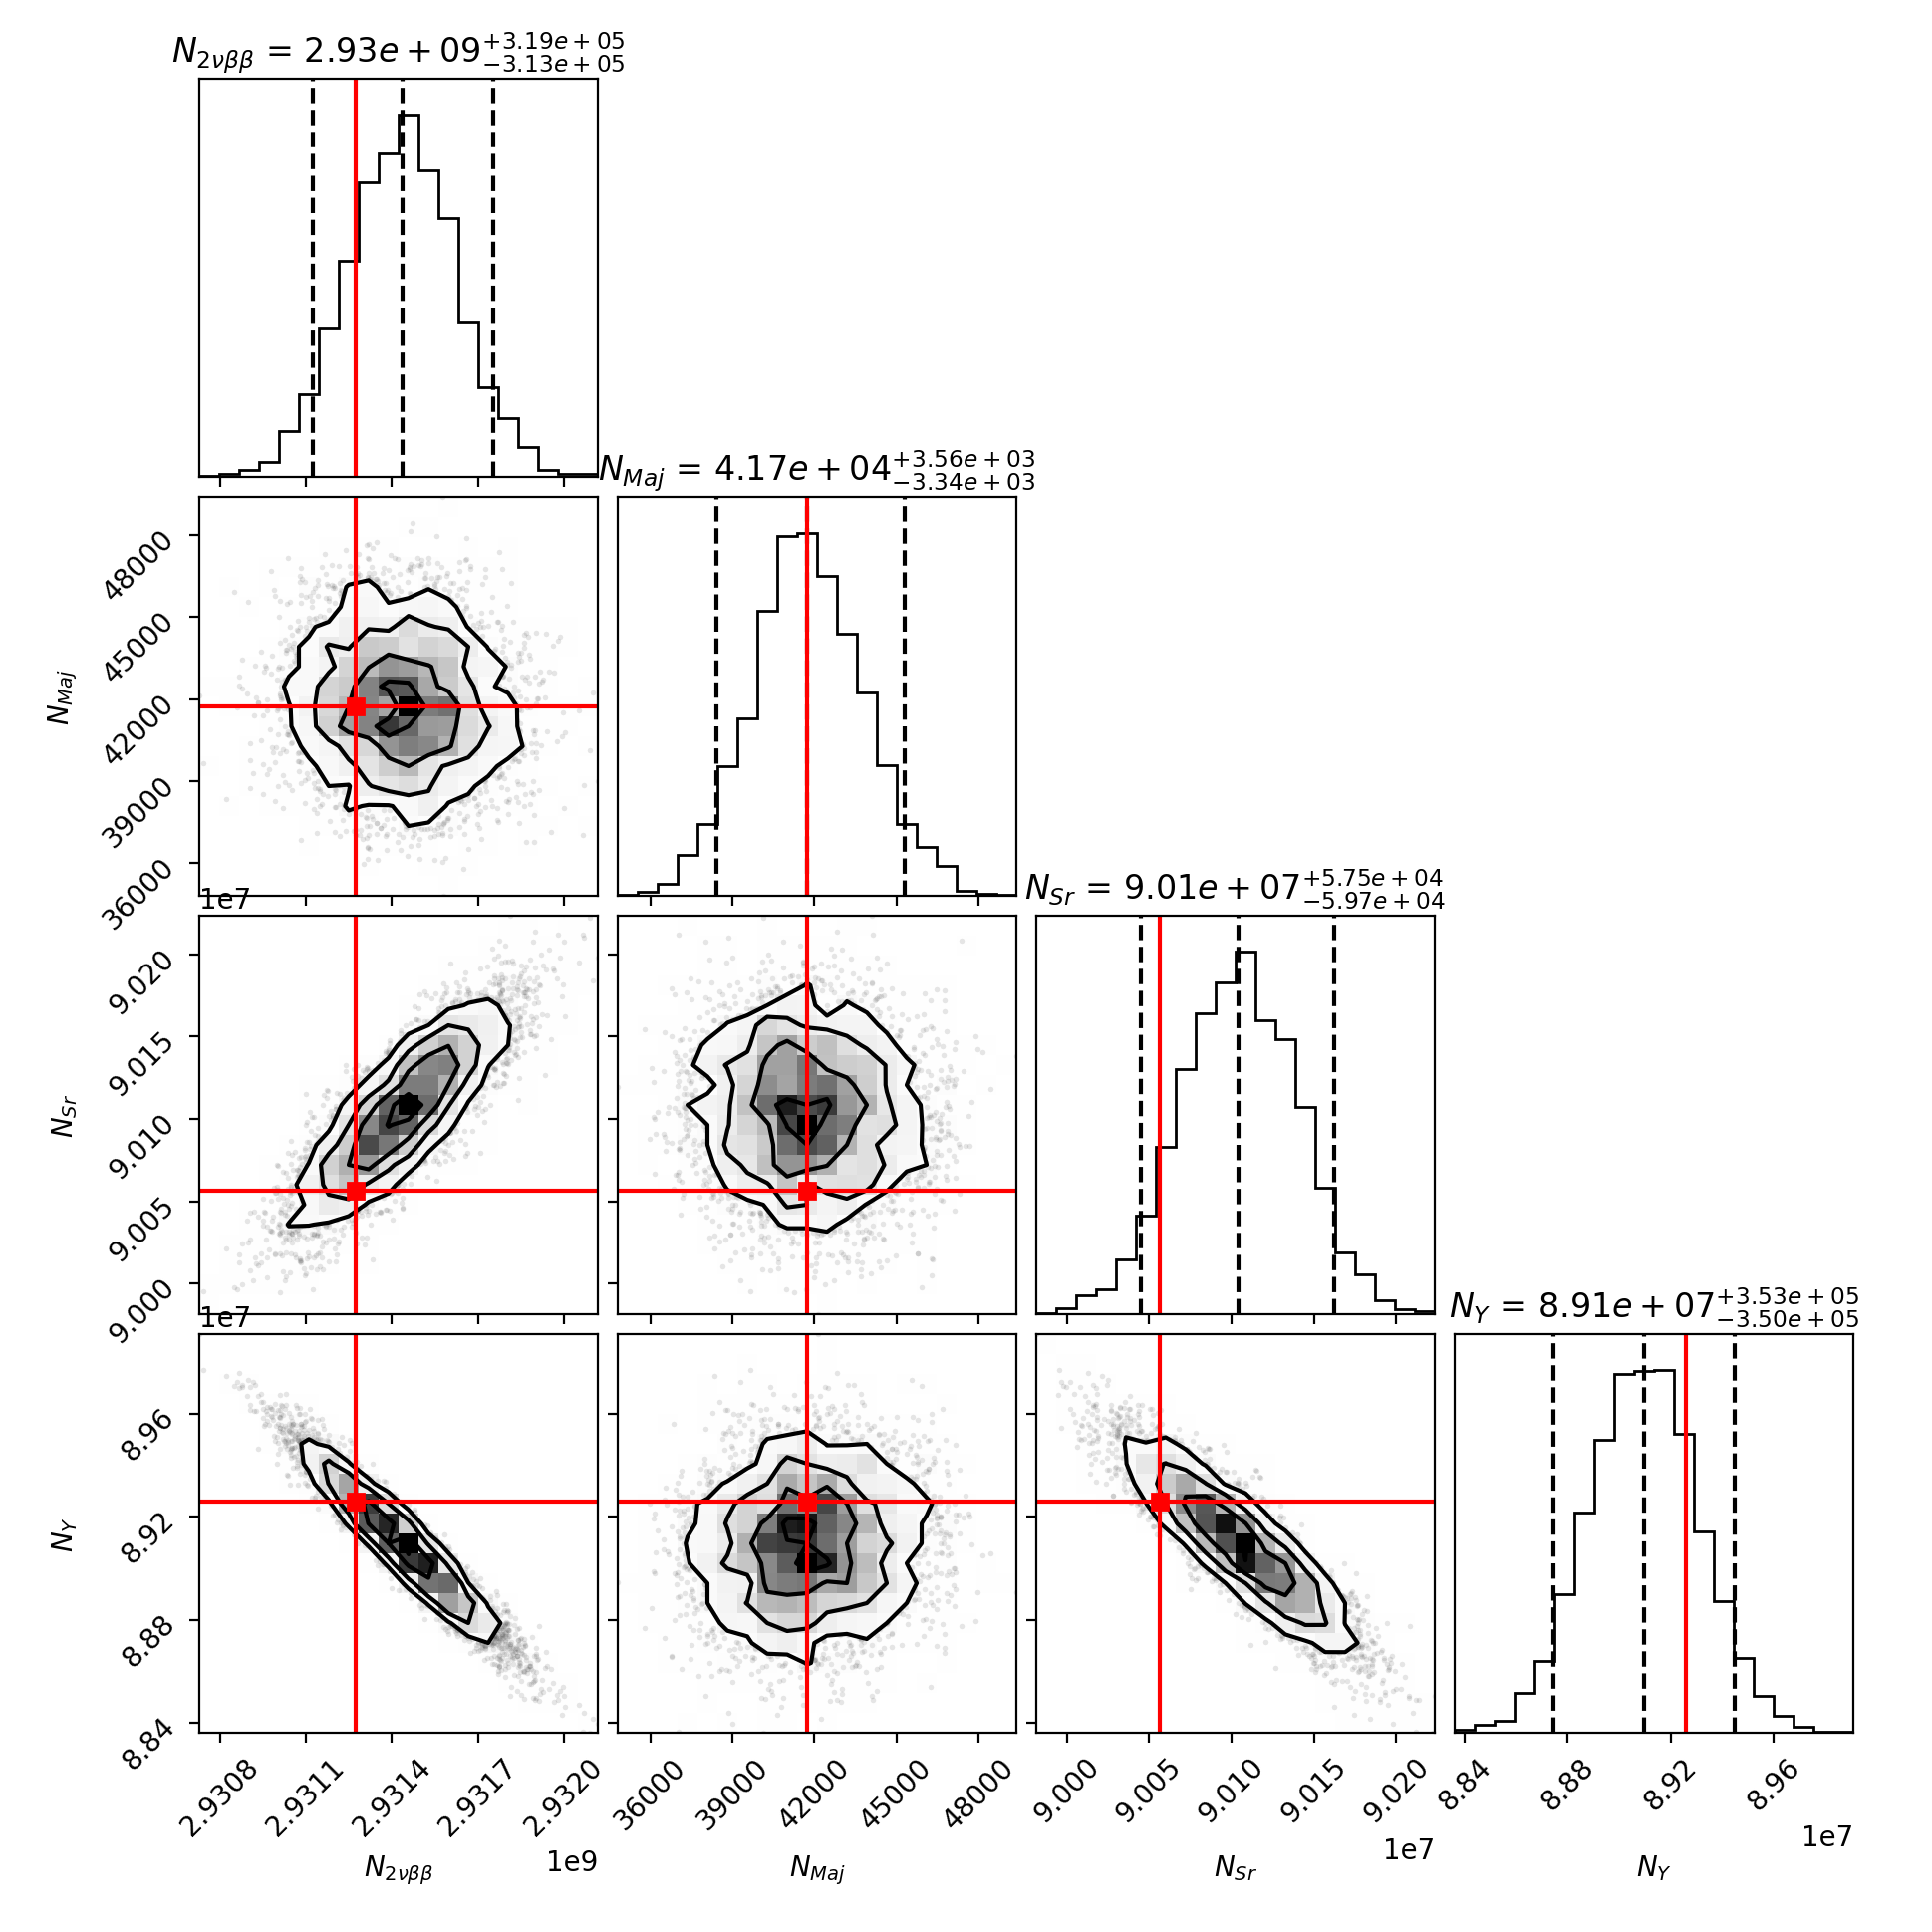 N_{2νββ} = 2.93e + 09^{+3.19e + 05}_{−3.13e + 05}
N_{Maj} = 4.17e + 04^{+3.56e + 03}_{−3.34e + 03}
48000
45000
42000
39000
36000
N_{Maj}
1e7
N_{Sr} = 9.01e + 07^{+5.75e + 04}_{−5.97e + 04}
9.020
9.015
9.010
9.005
9.000
N_{Sr}
1e7
N_Y = 8.91e + 07^{+3.53e + 05}_{−3.50e + 05}
8.96
8.92
8.88
8.84
N_Y
2.9308 2.9311 2.9314 2.9317 2.9320
36000 39000 42000 45000 48000
9.000 9.005 9.010 9.015 9.020
8.84 8.88 8.92 8.96
1e9
1e7
1e7
N_{2νββ}
N_{Maj}
N_{Sr}
N_Y